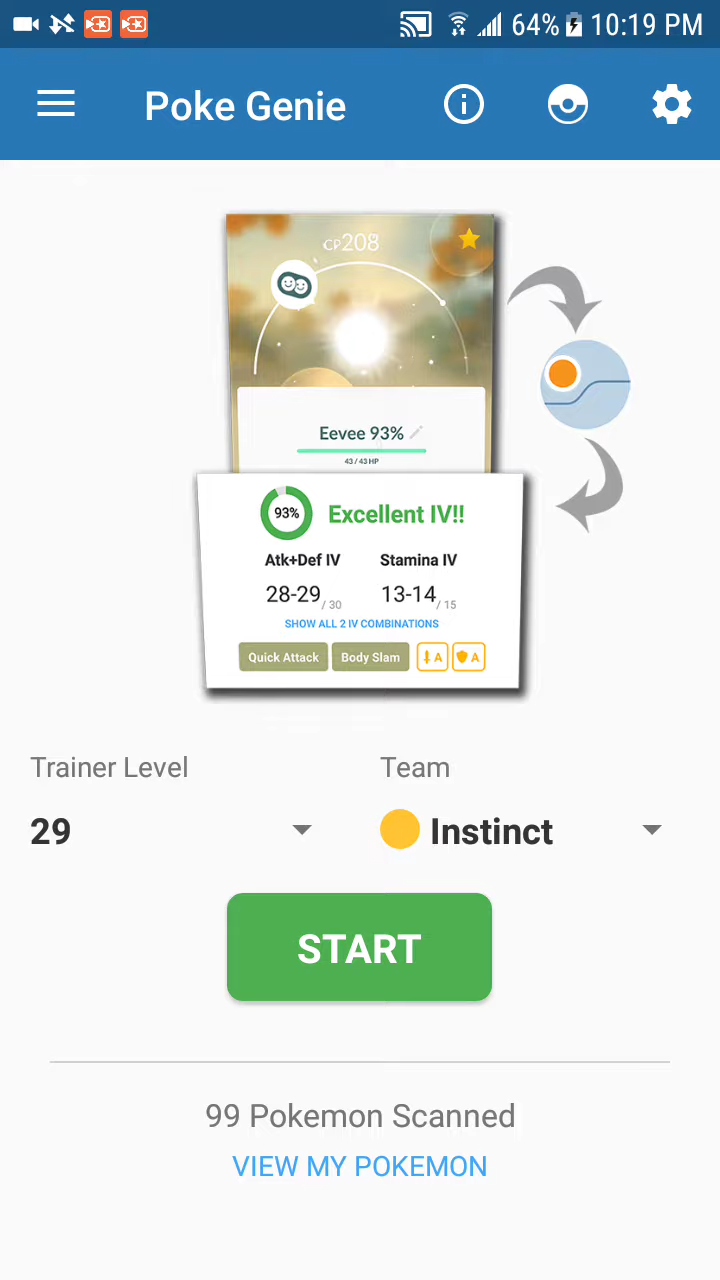 64% 10:19 PM
Poke Genie
CP208
Eevee 93%
43 / 43 HP
93% Excellent IV!!
Atk+Def IV Stamina IV
28-29 / 30 13-14 / 15
SHOW ALL 2 IV COMBINATIONS
Quick Attack Body Slam A A
Trainer Level Team
29 Instinct
START
99 Pokemon Scanned
VIEW MY POKEMON